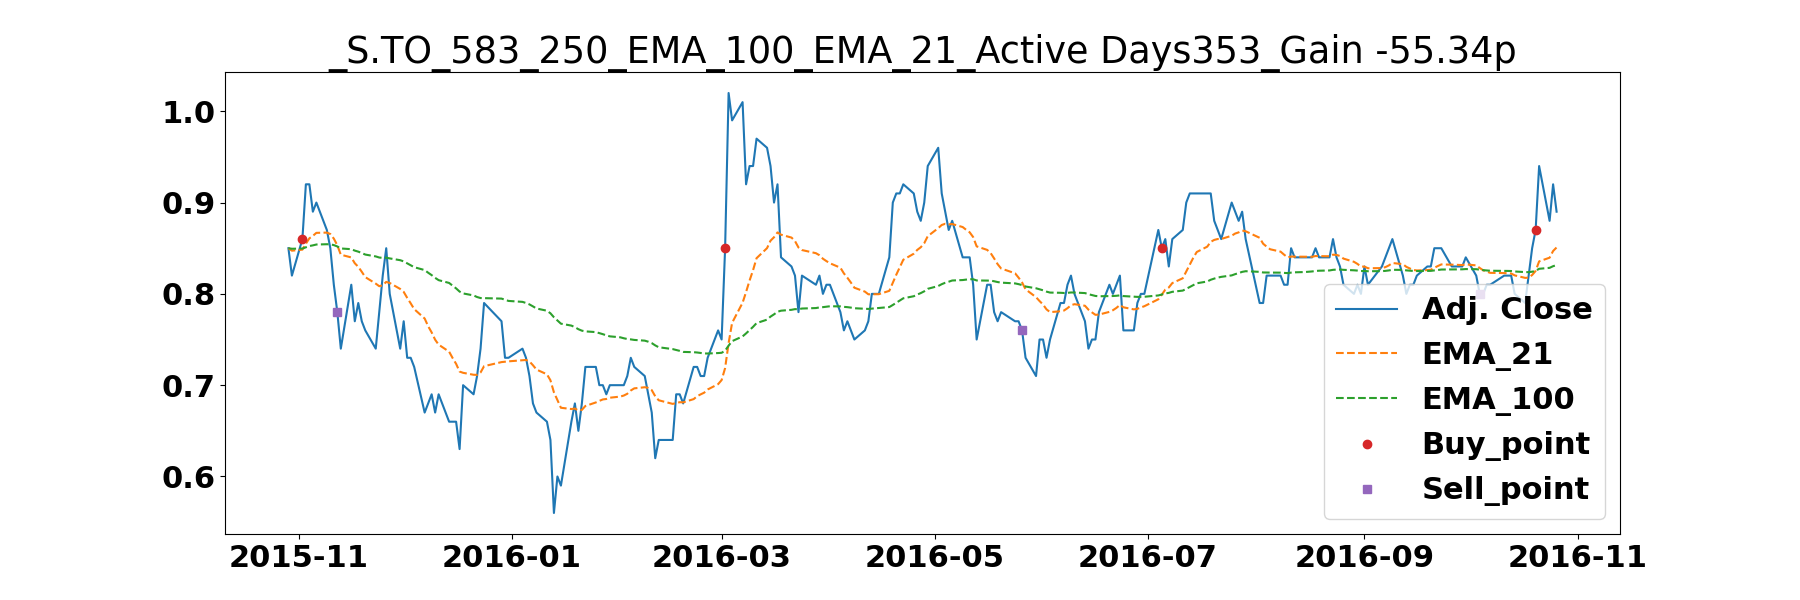 _S.TO_583_250_EMA_100_EMA_21_Active Days353_Gain -55.34p
1.0
0.9
0.8
0.7
0.6
Adj. Close
EMA_21
EMA_100
Buy_point
Sell_point
2015-11 2016-01 2016-03 2016-05 2016-07 2016-09 2016-11